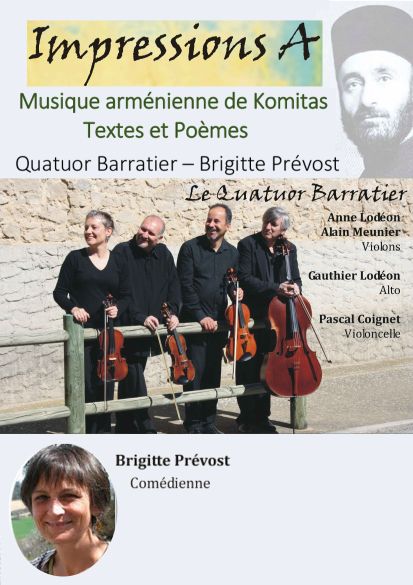 Impressions A
Musique arménienne de Komitas
Textes et Poèmes
Quatuor Barratier – Brigitte Prévost
Le Quatuor Barratier
Anne Lodéon
Alain Meunier
Violons
Gauthier Lodéon
Alto
Pascal Coignet
Violoncelle
Brigitte Prévost
Comédienne